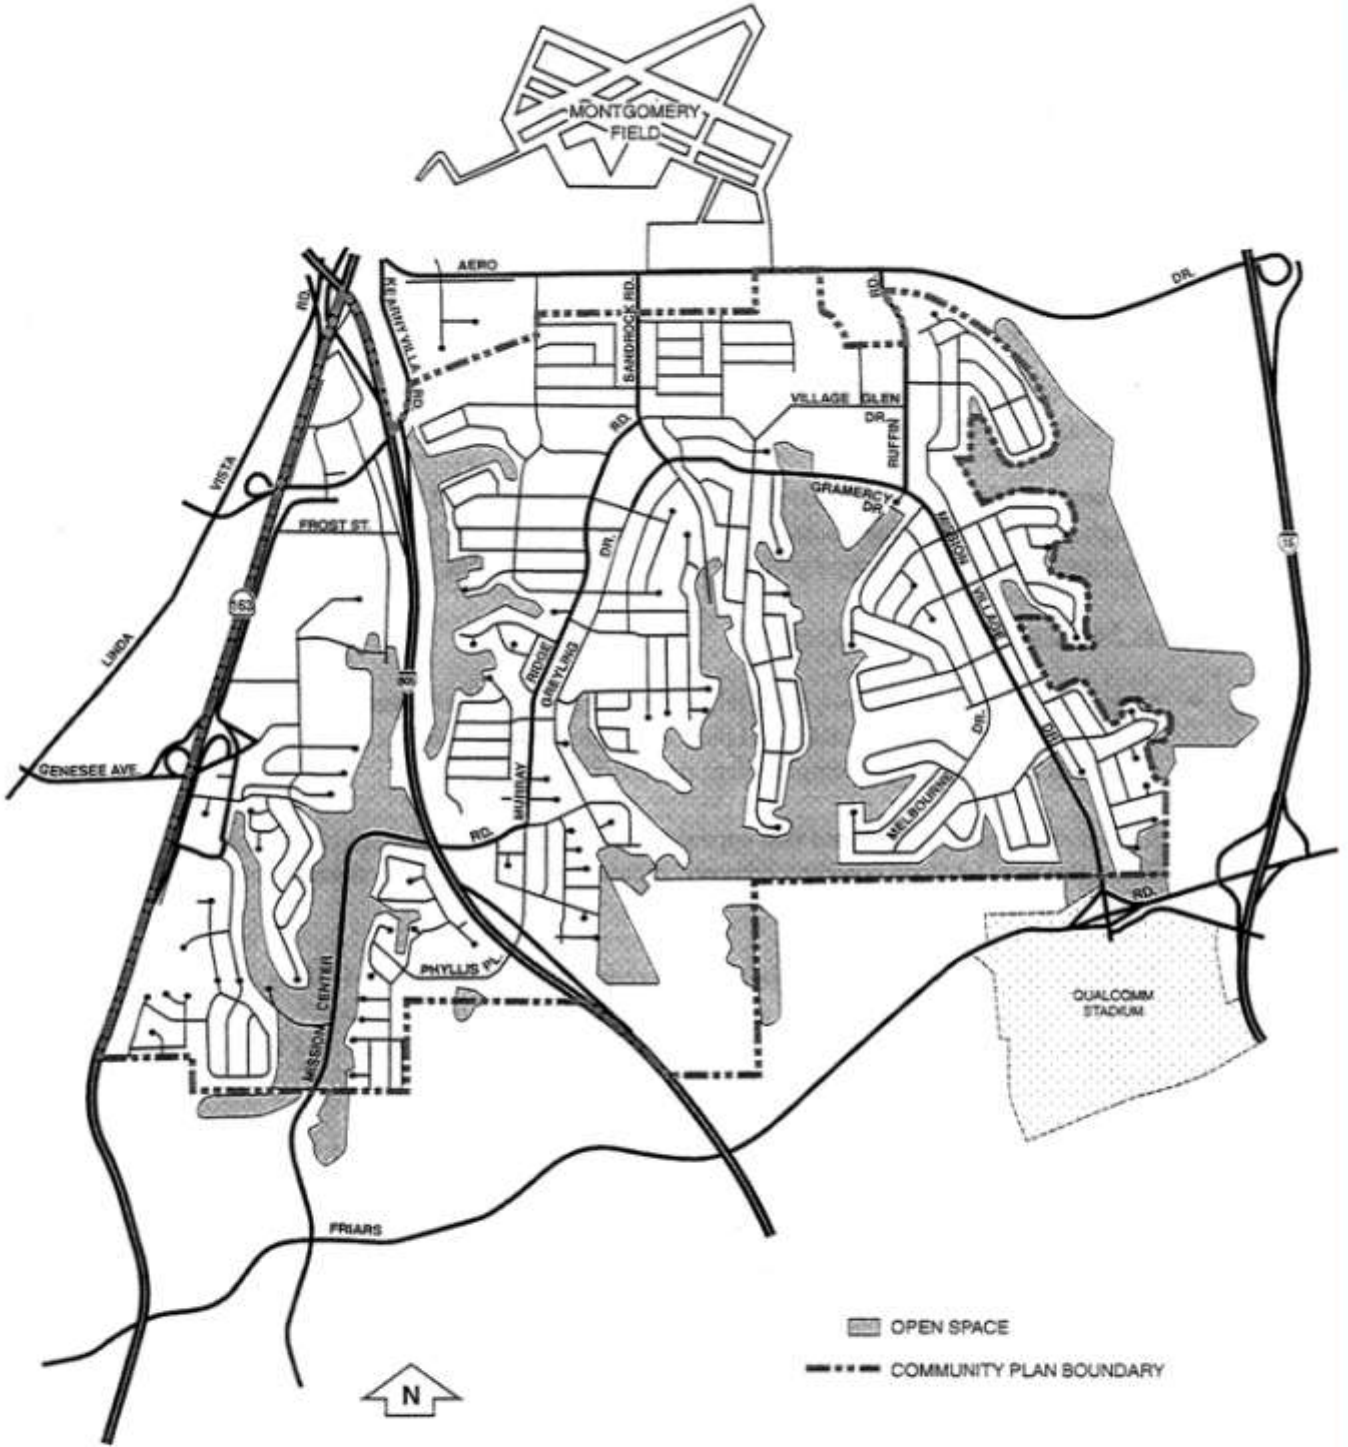 MONTGOMERY
FIELD
AERO
DR.
RD.
KEARNY VILLA RD.
SANDROCK RD.
RD.
VILLAGE GLEN
DR.
RUFFIN
RD.
VISTA
GRAMERCY
DR.
FROST ST.
DR.
MISSION VILLAGE
15
163
LINDA
RIDGE
GREYLING
805
DR.
DR.
GENESEE AVE.
MURRAY
MELBOURNE
RD.
RD.
PHYLLIS PL.
MISSION CENTER
QUALCOMM
STADIUM
FRIARS
OPEN SPACE
COMMUNITY PLAN BOUNDARY
N